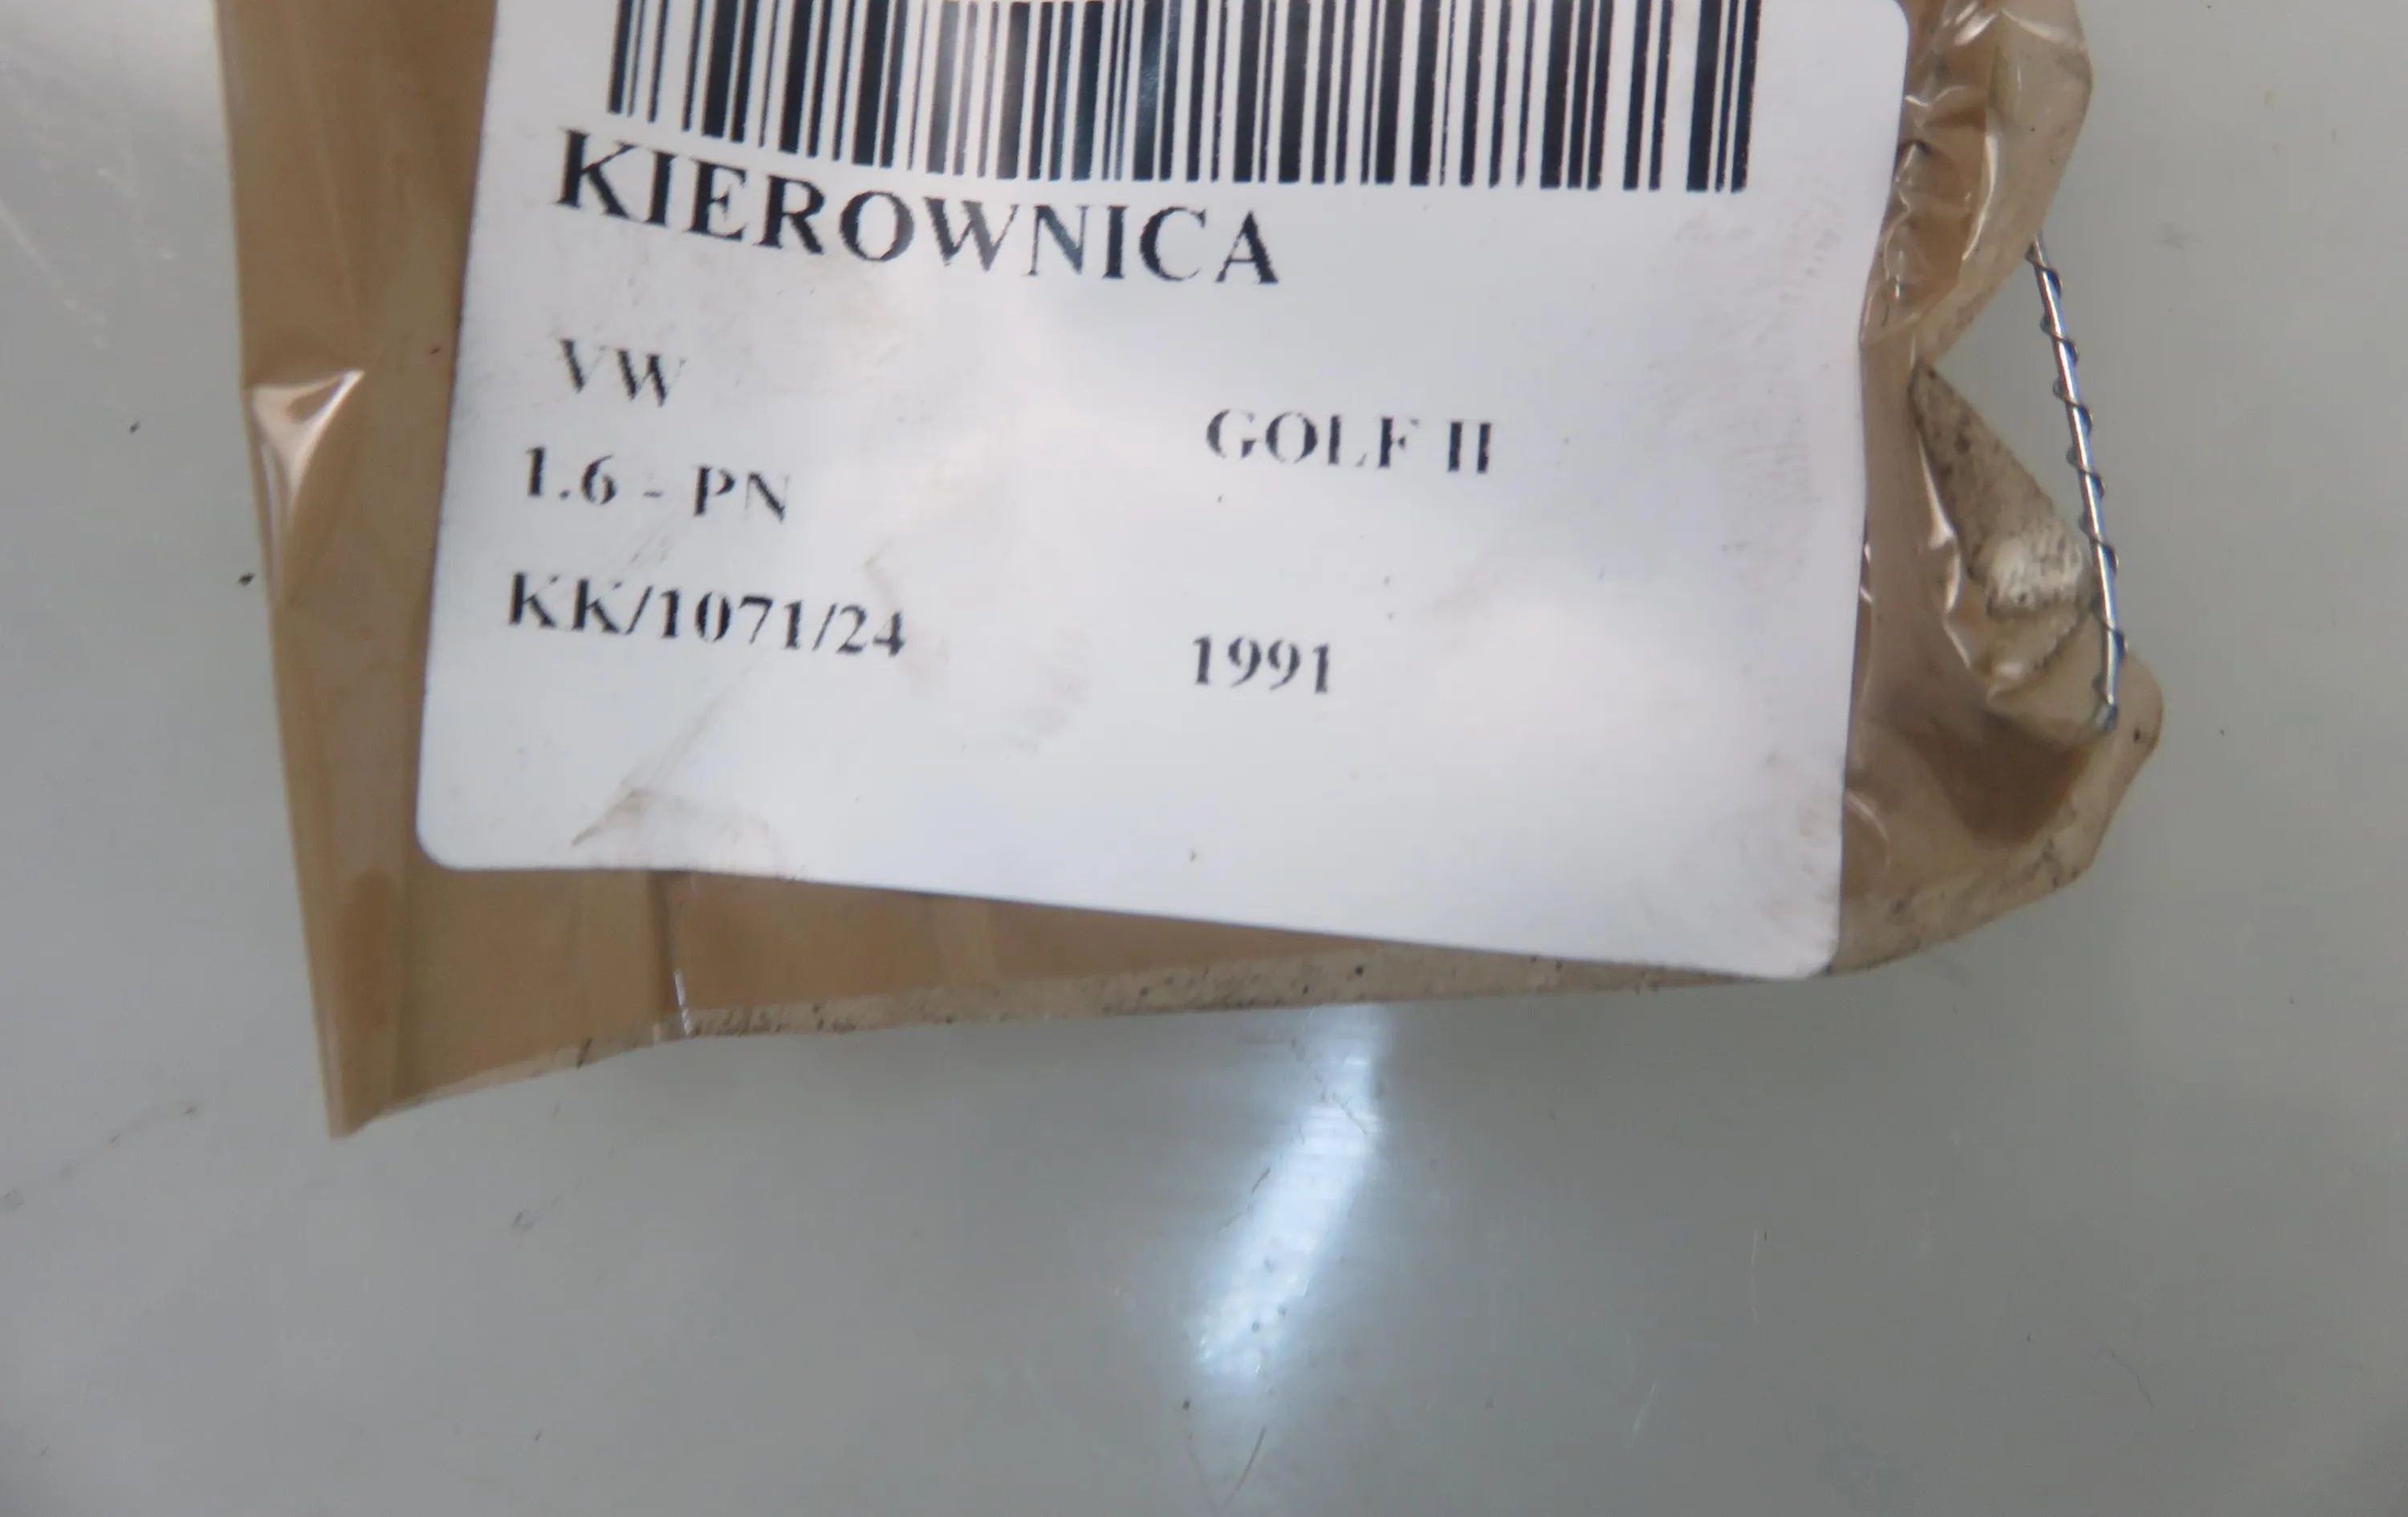 KIEROWNICA
VW GOLF II
1.6 - PN
KK/1071/24 1991